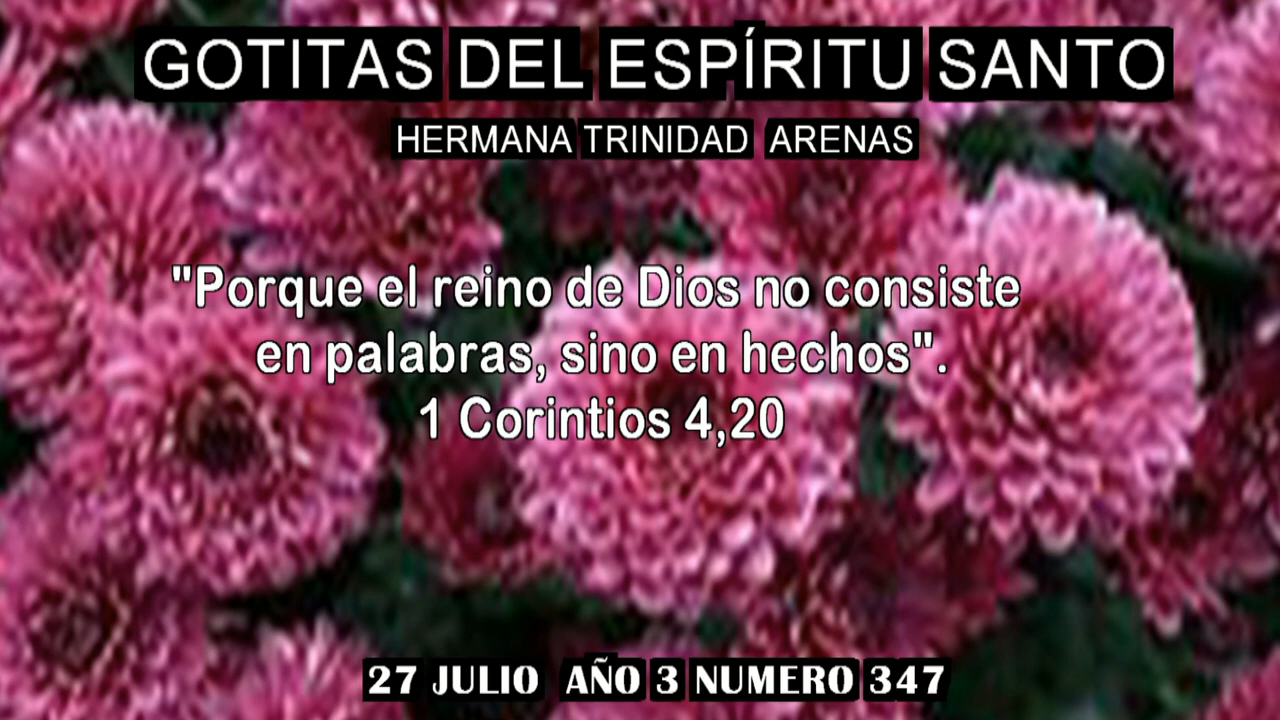 GOTITAS DEL ESPÍRITU SANTO
HERMANA TRINIDAD ARENAS
"Porque el reino de Dios no consiste
en palabras, sino en hechos".
1 Corintios 4,20
27 JULIO AÑO 3 NUMERO 347